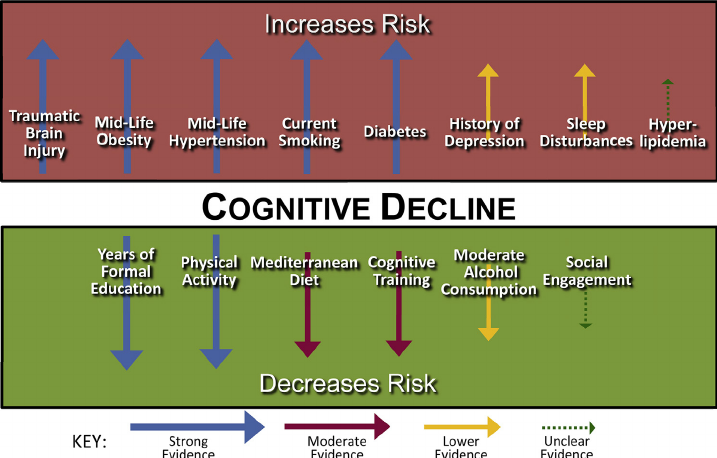 Increases Risk
Traumatic
Brain
Injury
Mid-Life
Obesity
Mid-Life
Hypertension
Current
Smoking
Diabetes
History of
Depression
Sleep
Disturbances
Hyper-
lipidemia
COGNITIVE DECLINE
Years of
Formal
Education
Physical
Activity
Mediterranean
Diet
Cognitive
Training
Moderate
Alcohol
Consumption
Social
Engagement
Decreases Risk
KEY:
Strong
Evidence
Moderate
Evidence
Lower
Evidence
Unclear
Evidence